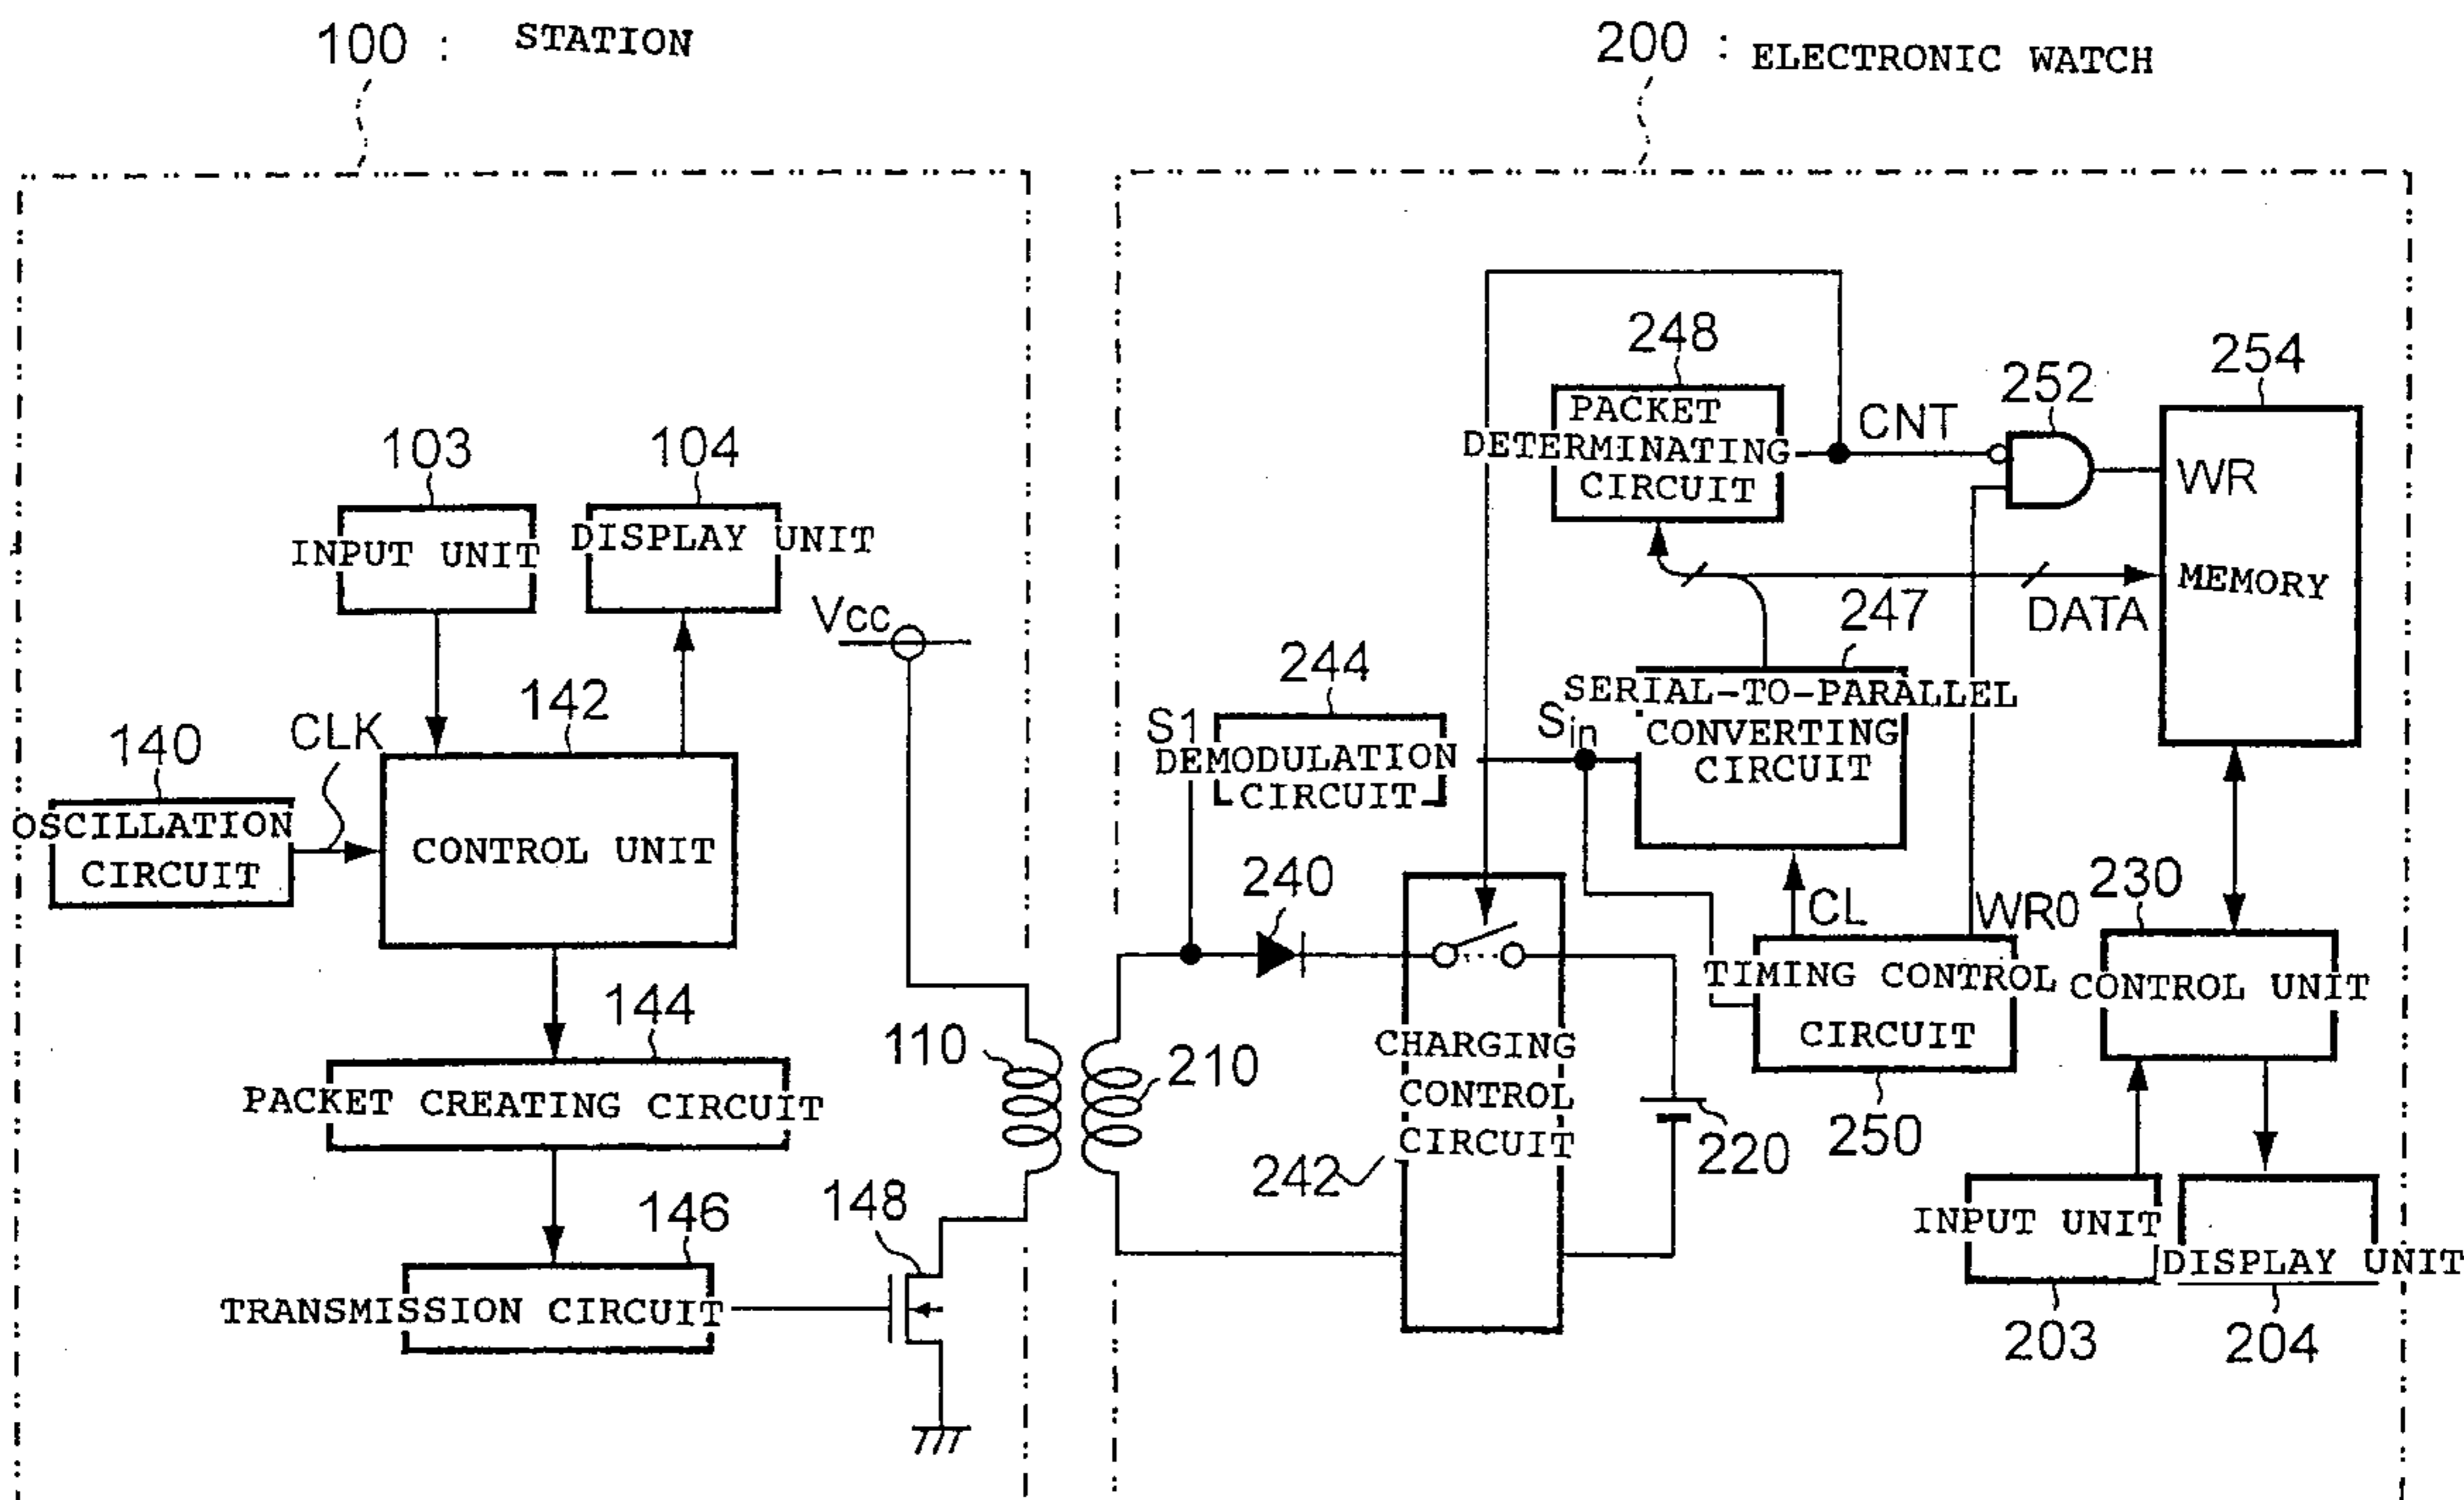 100 : STATION
200 : ELECTRONIC WATCH
103
INPUT UNIT
104
DISPLAY UNIT
VCC
140
OSCILLATION
CIRCUIT
CLK
142
CONTROL UNIT
144
PACKET CREATING CIRCUIT
146
TRANSMISSION CIRCUIT
148
110
210
248
PACKET
DETERMINATING
CIRCUIT
CNT
252
254
WR
MEMORY
DATA
247
SERIAL-TO-PARALLEL
CONVERTING
CIRCUIT
244
S1
DEMODULATION
CIRCUIT
Sin
240
CHARGING
CONTROL
CIRCUIT
242
220
CL
WR0
TIMING CONTROL
CIRCUIT
250
230
CONTROL UNIT
INPUT UNIT
203
DISPLAY UNIT
204